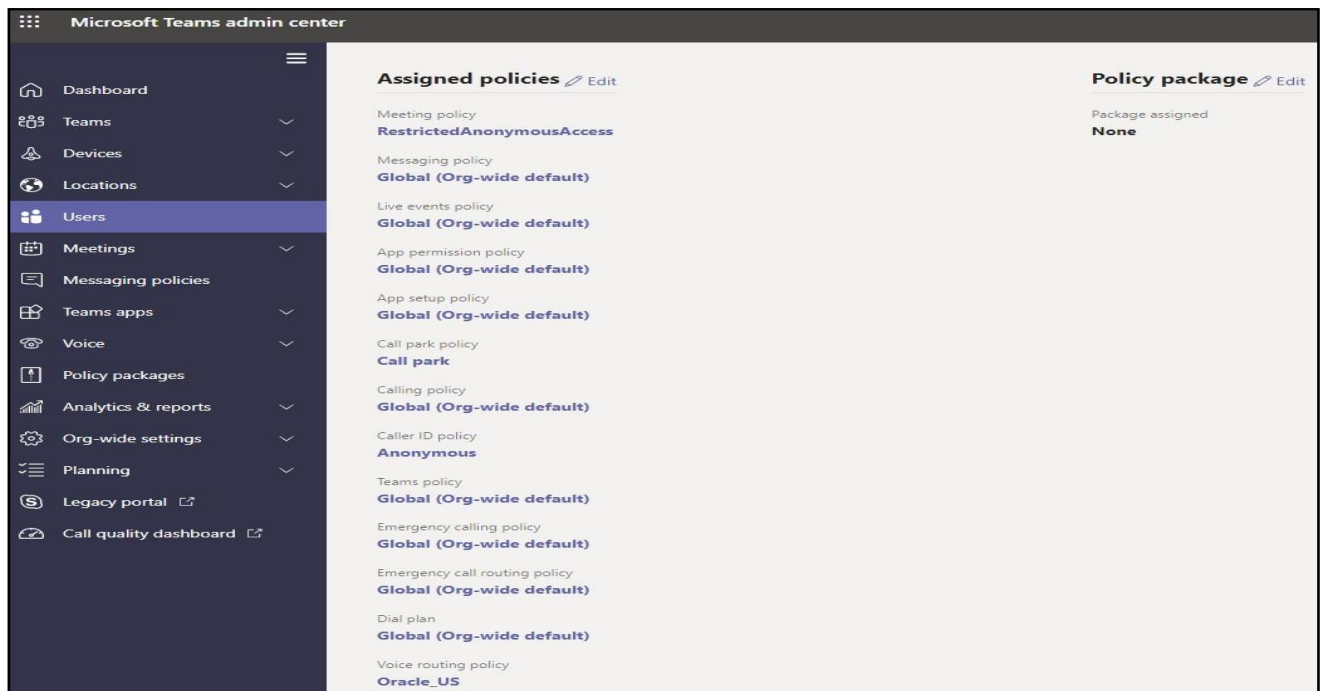 Microsoft Teams admin center
Dashboard
Teams
Devices
Locations
Users
Meetings
Messaging policies
Teams apps
Voice
Policy packages
Analytics & reports
Org-wide settings
Planning
Legacy portal
Call quality dashboard
Assigned policies Edit
Meeting policy
RestrictedAnonymousAccess
Messaging policy
Global (Org-wide default)
Live events policy
Global (Org-wide default)
App permission policy
Global (Org-wide default)
App setup policy
Global (Org-wide default)
Call park policy
Call park
Calling policy
Global (Org-wide default)
Caller ID policy
Anonymous
Teams policy
Global (Org-wide default)
Emergency calling policy
Global (Org-wide default)
Emergency call routing policy
Global (Org-wide default)
Dial plan
Global (Org-wide default)
Voice routing policy
Oracle_US
Policy package Edit
Package assigned
None